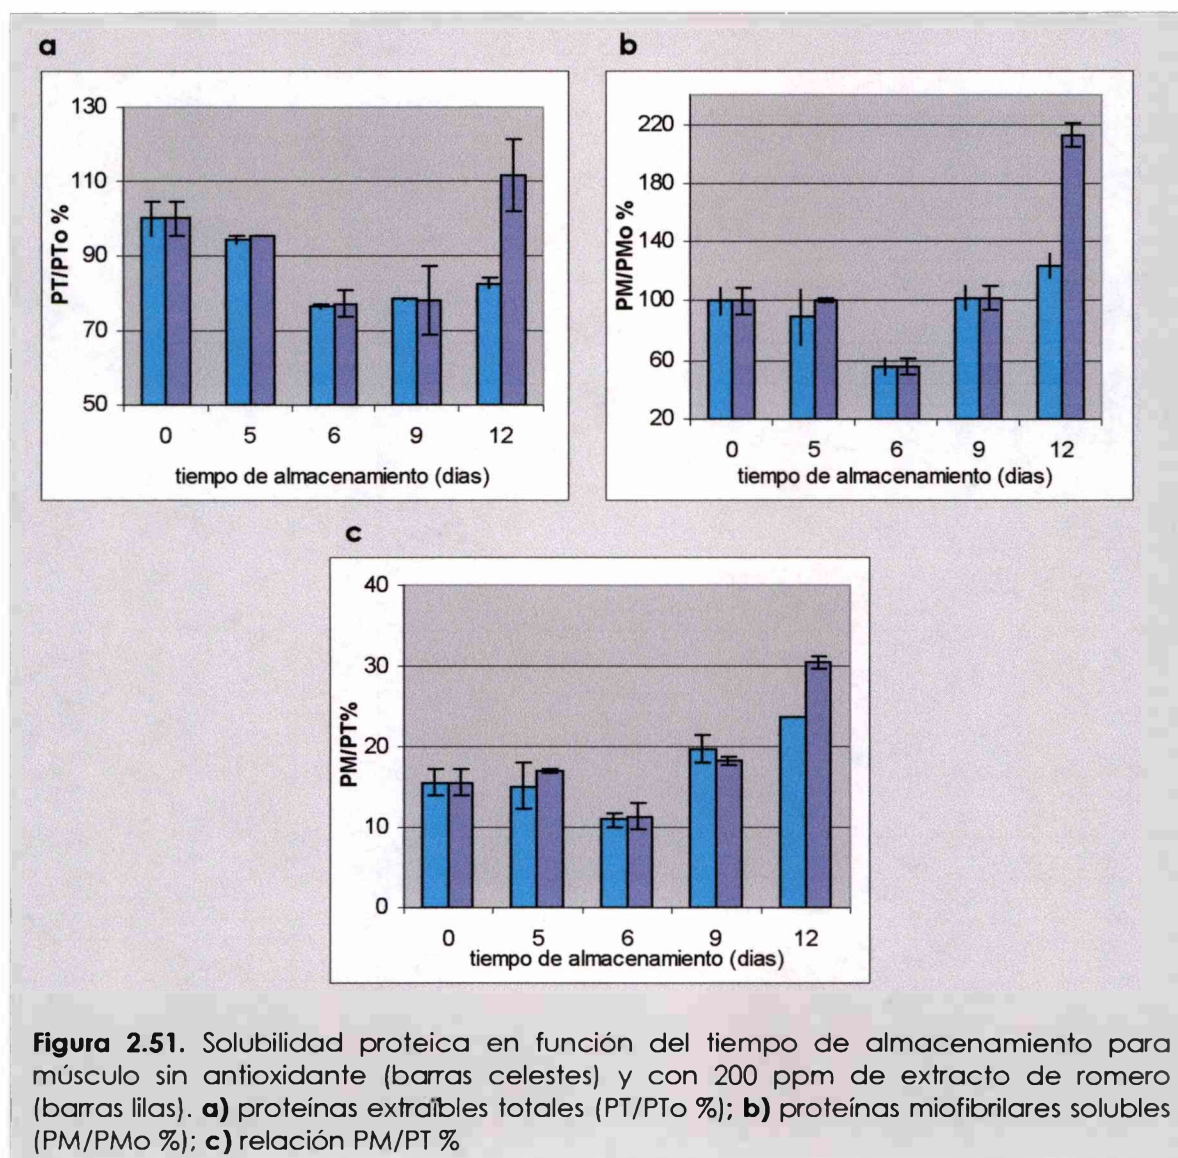 a
b
130
110
90
70
50
PT/PTo %
0 5 6 9 12
tiempo de almacenamiento (dias)
220
180
140
100
60
20
PM/PMo %
0 5 6 9 12
tiempo de almacenamiento (dias)
c
40
30
20
10
0
PM/PT%
0 5 6 9 12
tiempo de almacenamiento (dias)
Figura 2.51. Solubilidad proteica en función del tiempo de almacenamiento para
músculo sin antioxidante (barras celestes) y con 200 ppm de extracto de romero
(barras lilas). a) proteínas extraïbles totales (PT/PTo %); b) proteínas miofibrilares solubles
(PM/PMo %); c) relación PM/PT %